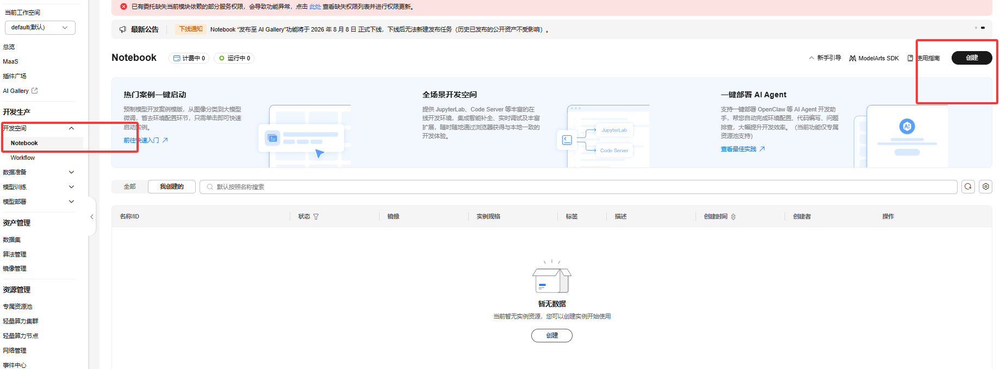 当前工作空间
default(默认)
总览
MaaS
插件广场
AI Gallery
开发生产
开发空间
Notebook
Workflow
数据准备
模型训练
模型部署
资产管理
数据集
算法管理
镜像管理
资源管理
专属资源池
轻量算力集群
轻量算力节点
网络管理
事件中心
已有委托缺失当前模块依赖的部分服务权限，会导致功能异常，点击 此处 查看缺失权限列表并进行权限更新。
最新公告 下线通知 Notebook “发布至 AI Gallery”功能将于 2026 年 8 月 8 日 正式下线，下线后无法新建发布任务（历史已发布的公开资产不受影响）。
Notebook 计费中 0 运行中 0 新手引导 ModelArts SDK 使用指南 创建
热门案例一键启动
预制模型开发案例模版，从图像分类到大模型
微调，省去环境配置环节，只需单击即可快速
启动实例。
前往快速入门
全场景开发空间
提供 JupyterLab、Code Server 等丰富的在
线开发环境，集成智能补全、实时调试及丰富
扩展，随时随地通过浏览器获得与本地一致的
开发体验。
JupyterLab
Code Server
一键部署 AI Agent
支持一键部署 OpenClaw 等 AI Agent 开发助
手，帮您自动完成环境配置、代码编写、问题
排查，大幅提升开发效率。（当前功能仅专属
资源池支持）
查看最佳实践
Ai
全部 我创建的 默认按照名称搜索
名称/ID 状态 镜像 实例规格 标签 描述 创建时间 创建者 操作
暂无数据
当前暂无实例资源，您可以创建实例开始使用
创建